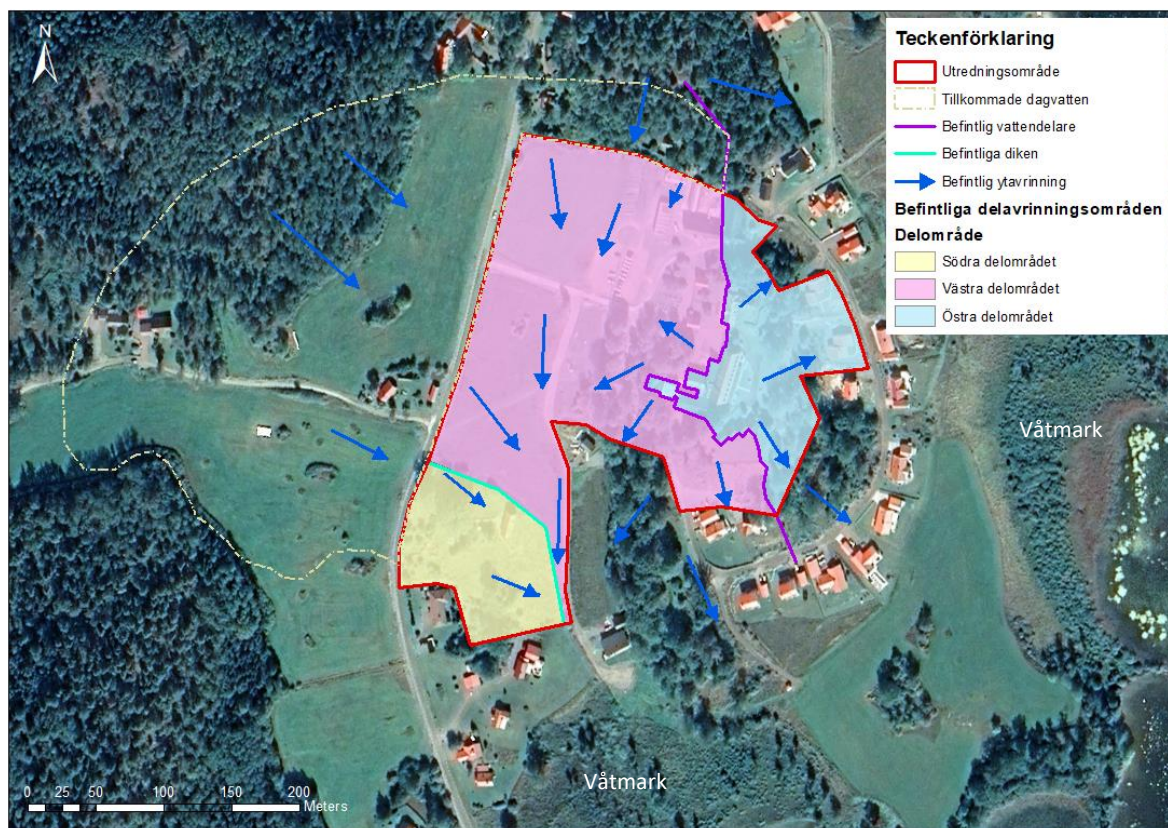 N
Teckenförklaring
Utredningsområde
Tillkommade dagvatten
Befintlig vattendelare
Befintliga diken
Befintlig ytavrinning
Befintliga delavrinningsområden
Delområde
Södra delområdet
Västra delområdet
Östra delområdet
Våtmark
Våtmark
0 25 50 100 150 200
Meters